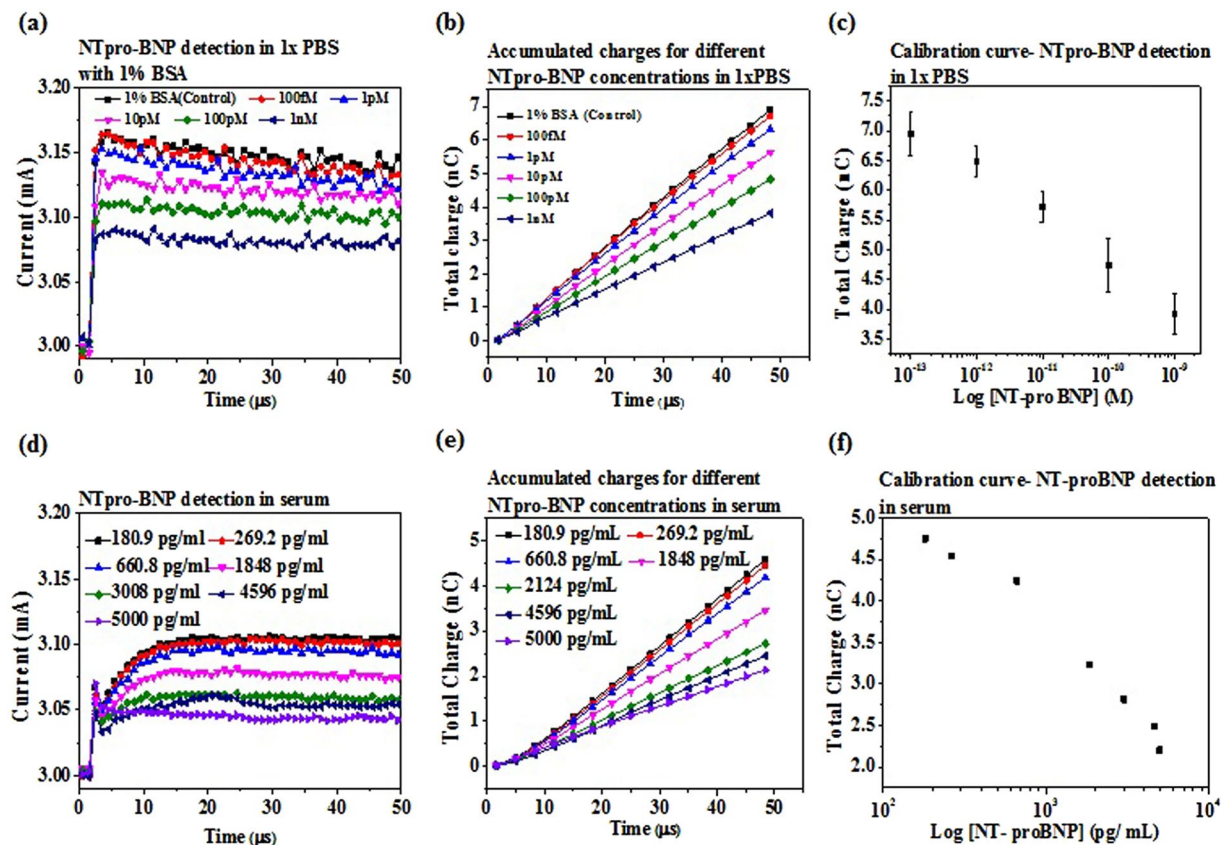 (a)
NTpro-BNP detection in 1x PBS
with 1% BSA
3.20
1% BSA(Control) 100fM 1pM
10pM 100pM 1nM
3.15
3.10
3.05
3.00
Current (mA)
0 10 20 30 40 50
Time (µs)
(b)
Accumulated charges for different
NTpro-BNP concentrations in 1xPBS
7
6
5
4
3
2
1
0
1% BSA (Control)
100fM
1pM
10pM
100pM
1nM
Total charge (nC)
0 10 20 30 40 50
Time (µs)
(c)
Calibration curve- NTpro-BNP detection
in 1x PBS
7.5
7.0
6.5
6.0
5.5
5.0
4.5
4.0
3.5
Total Charge (nC)
10-13 10-12 10-11 10-10 10-9
Log [NT-pro BNP] (M)
(d)
NTpro-BNP detection in serum
3.20
180.9 pg/ml 269.2 pg/ml
660.8 pg/ml 1848 pg/ml
3008 pg/ml 4596 pg/ml
5000 pg/ml
3.15
3.10
3.05
3.00
Current (mA)
0 10 20 30 40 50
Time (µs)
(e)
Accumulated charges for different
NTpro-BNP concentrations in serum
180.9 pg/mL 269.2 pg/mL
660.8 pg/mL 1848 pg/mL
2124 pg/mL
4596 pg/mL
5000 pg/mL
5
4
3
2
1
0
Total Charge (nC)
0 10 20 30 40 50
Time (µs)
(f)
Calibration curve- NT-proBNP detection
in serum
5.0
4.5
4.0
3.5
3.0
2.5
2.0
Total Charge (nC)
102 103 104
Log [NT- proBNP] (pg/ mL)